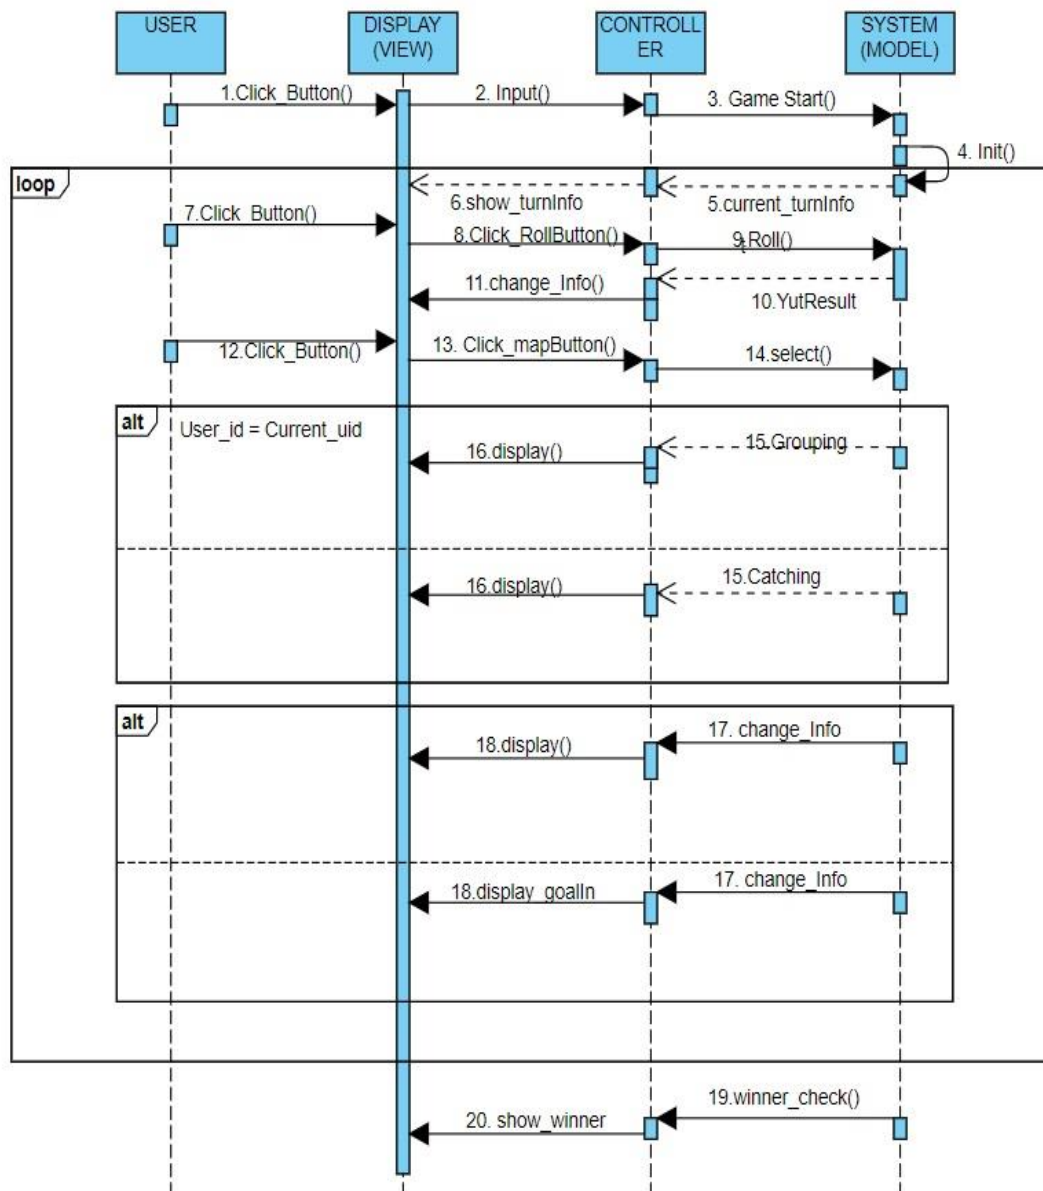 USER
DISPLAY
(VIEW)
CONTROLL
ER
SYSTEM
(MODEL)
1.Click_Button()
2. Input()
3. Game Start()
4. Init()
loop
6.show_turnInfo
5.current_turnInfo
7.Click_Button()
8.Click_RollButton()
9.Roll()
11.change_Info()
10.YutResult
12.Click_Button()
13. Click_mapButton()
14.select()
alt
User_id = Current_uid
16.display()
15.Grouping
16.display()
15.Catching
alt
18.display()
17. change_Info
18.display_goalIn
17. change_Info
19.winner_check()
20. show_winner